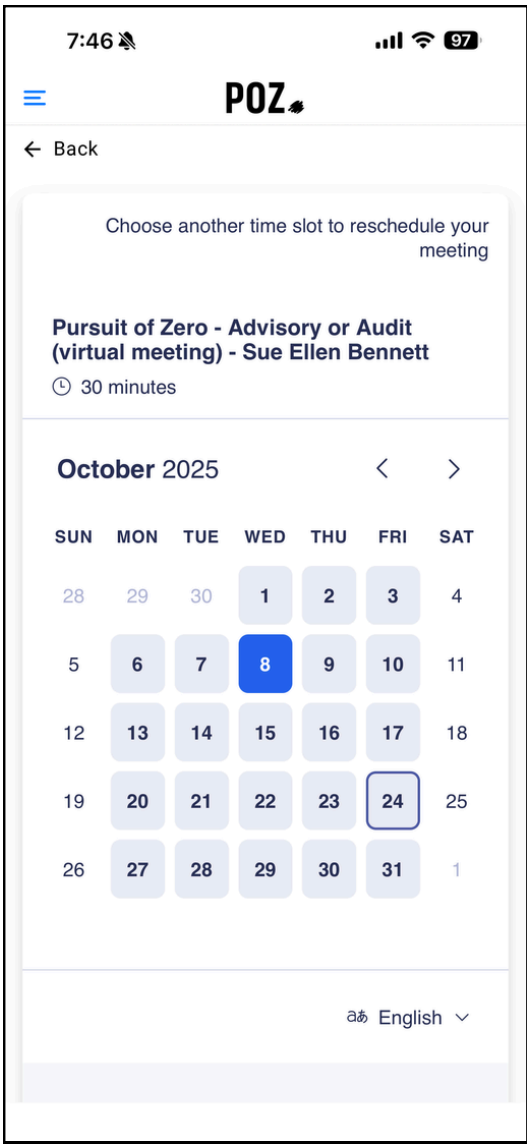 7:46
97
POZ
Back
Choose another time slot to reschedule your
meeting
Pursuit of Zero - Advisory or Audit
(virtual meeting) - Sue Ellen Bennett
30 minutes
October 2025
SUN MON TUE WED THU FRI SAT
28 29 30 1 2 3 4
5 6 7 8 9 10 11
12 13 14 15 16 17 18
19 20 21 22 23 24 25
26 27 28 29 30 31 1
aあ English